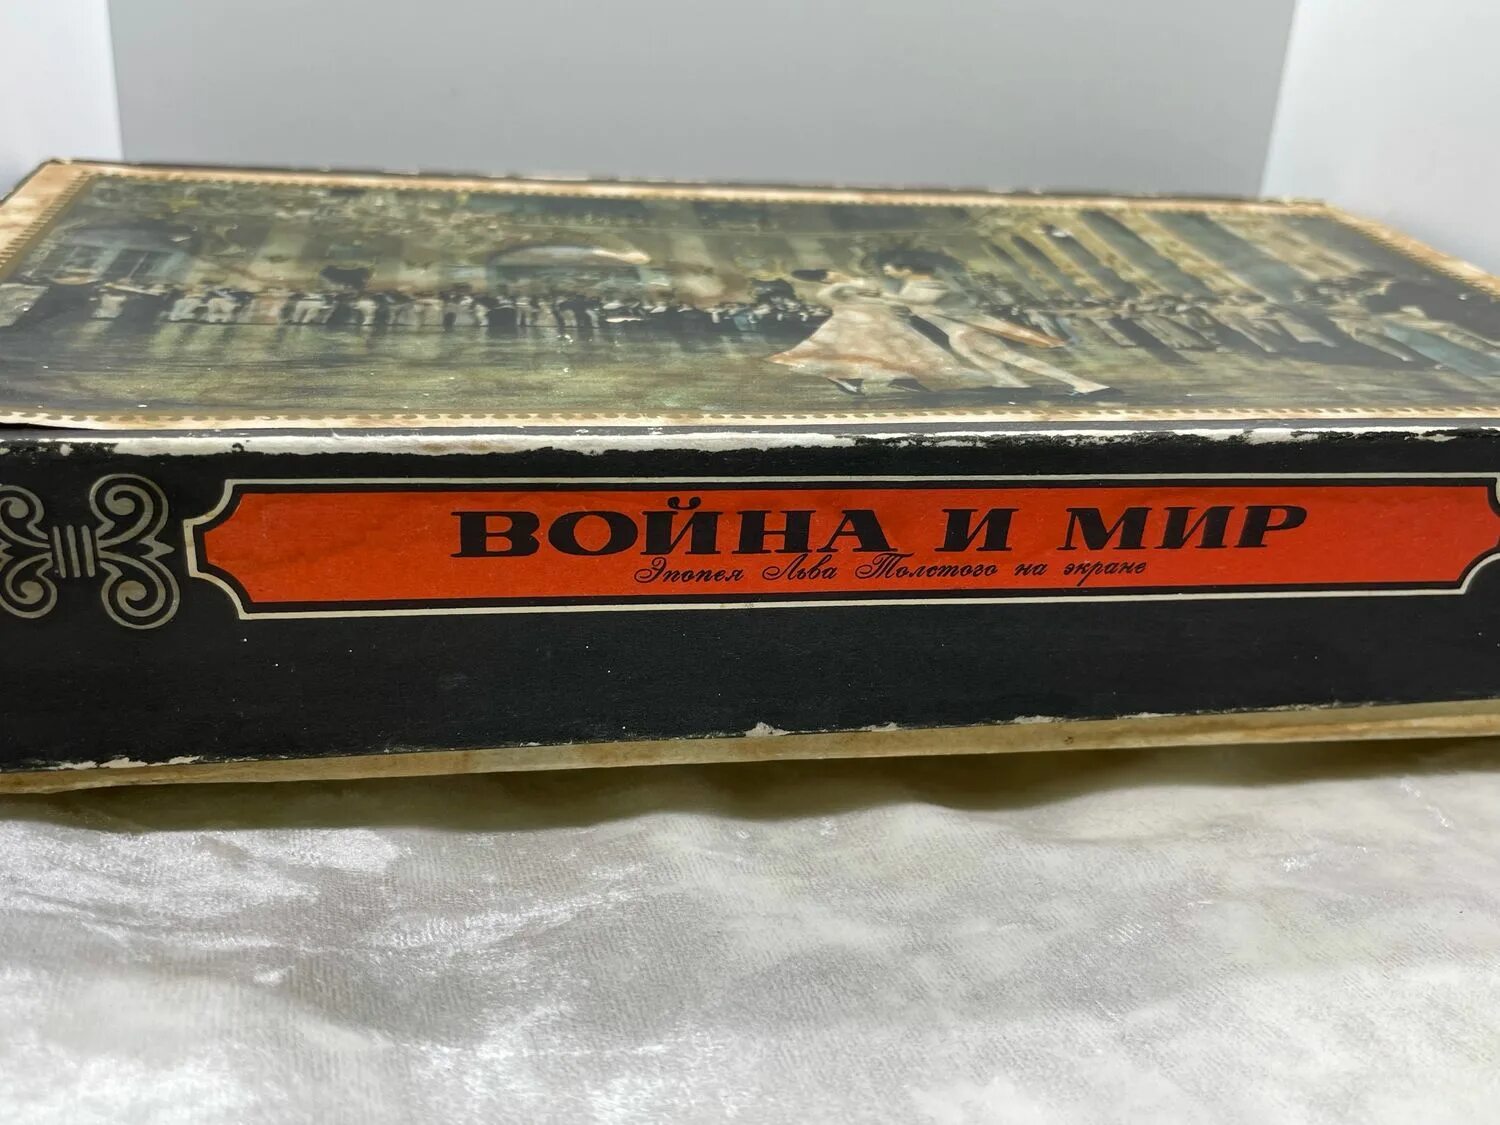 ВОЙНА И МИР
Эпопея Льва Толстого на экране